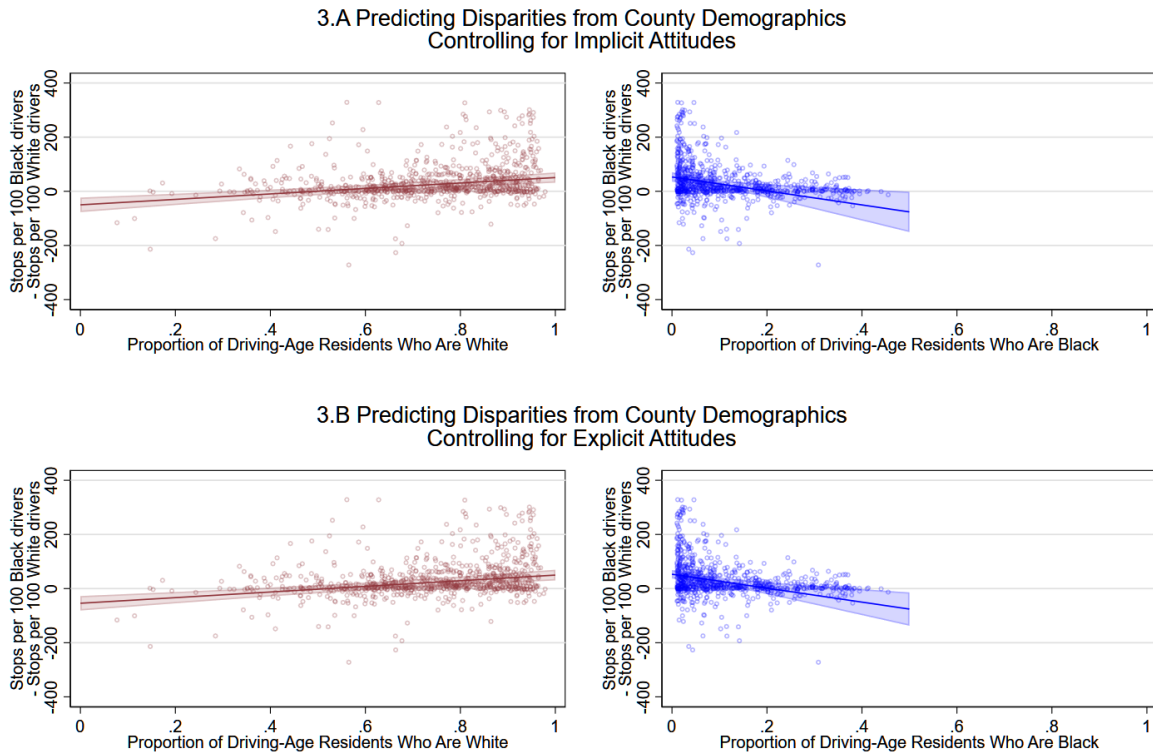 3.A Predicting Disparities from County Demographics
Controlling for Implicit Attitudes
Stops per 100 Black drivers
- Stops per 100 White drivers
400
200
0
-200
-400
0 .2 .4 .6 .8 1
Proportion of Driving-Age Residents Who Are White
Stops per 100 Black drivers
- Stops per 100 White drivers
400
200
0
-200
-400
0 .2 .4 .6 .8 1
Proportion of Driving-Age Residents Who Are Black
3.B Predicting Disparities from County Demographics
Controlling for Explicit Attitudes
Stops per 100 Black drivers
- Stops per 100 White drivers
400
200
0
-200
-400
0 .2 .4 .6 .8 1
Proportion of Driving-Age Residents Who Are White
Stops per 100 Black drivers
- Stops per 100 White drivers
400
200
0
-200
-400
0 .2 .4 .6 .8 1
Proportion of Driving-Age Residents Who Are Black